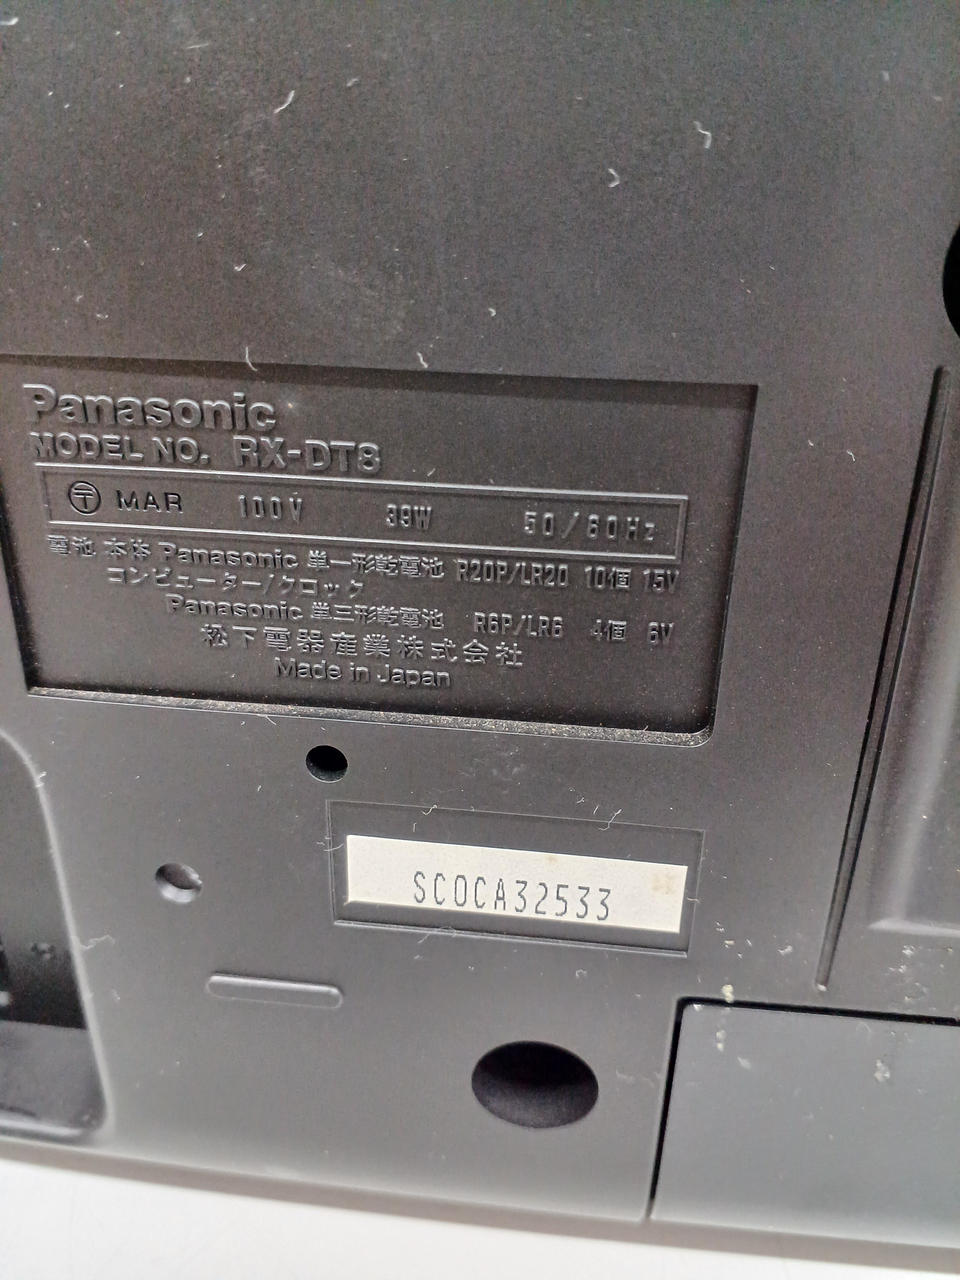 Panasonic
MODEL NO. RX-DT8
〒 MAR 100V 39W 50/60Hz
電池 本体 Panasonic 単一形乾電池 R20P/LR20 10個 15V
コンピューター/クロック
Panasonic 単三形乾電池 R6P/LR6 4個 6V
松下電器産業株式会社
Made in Japan
SC0CA32533